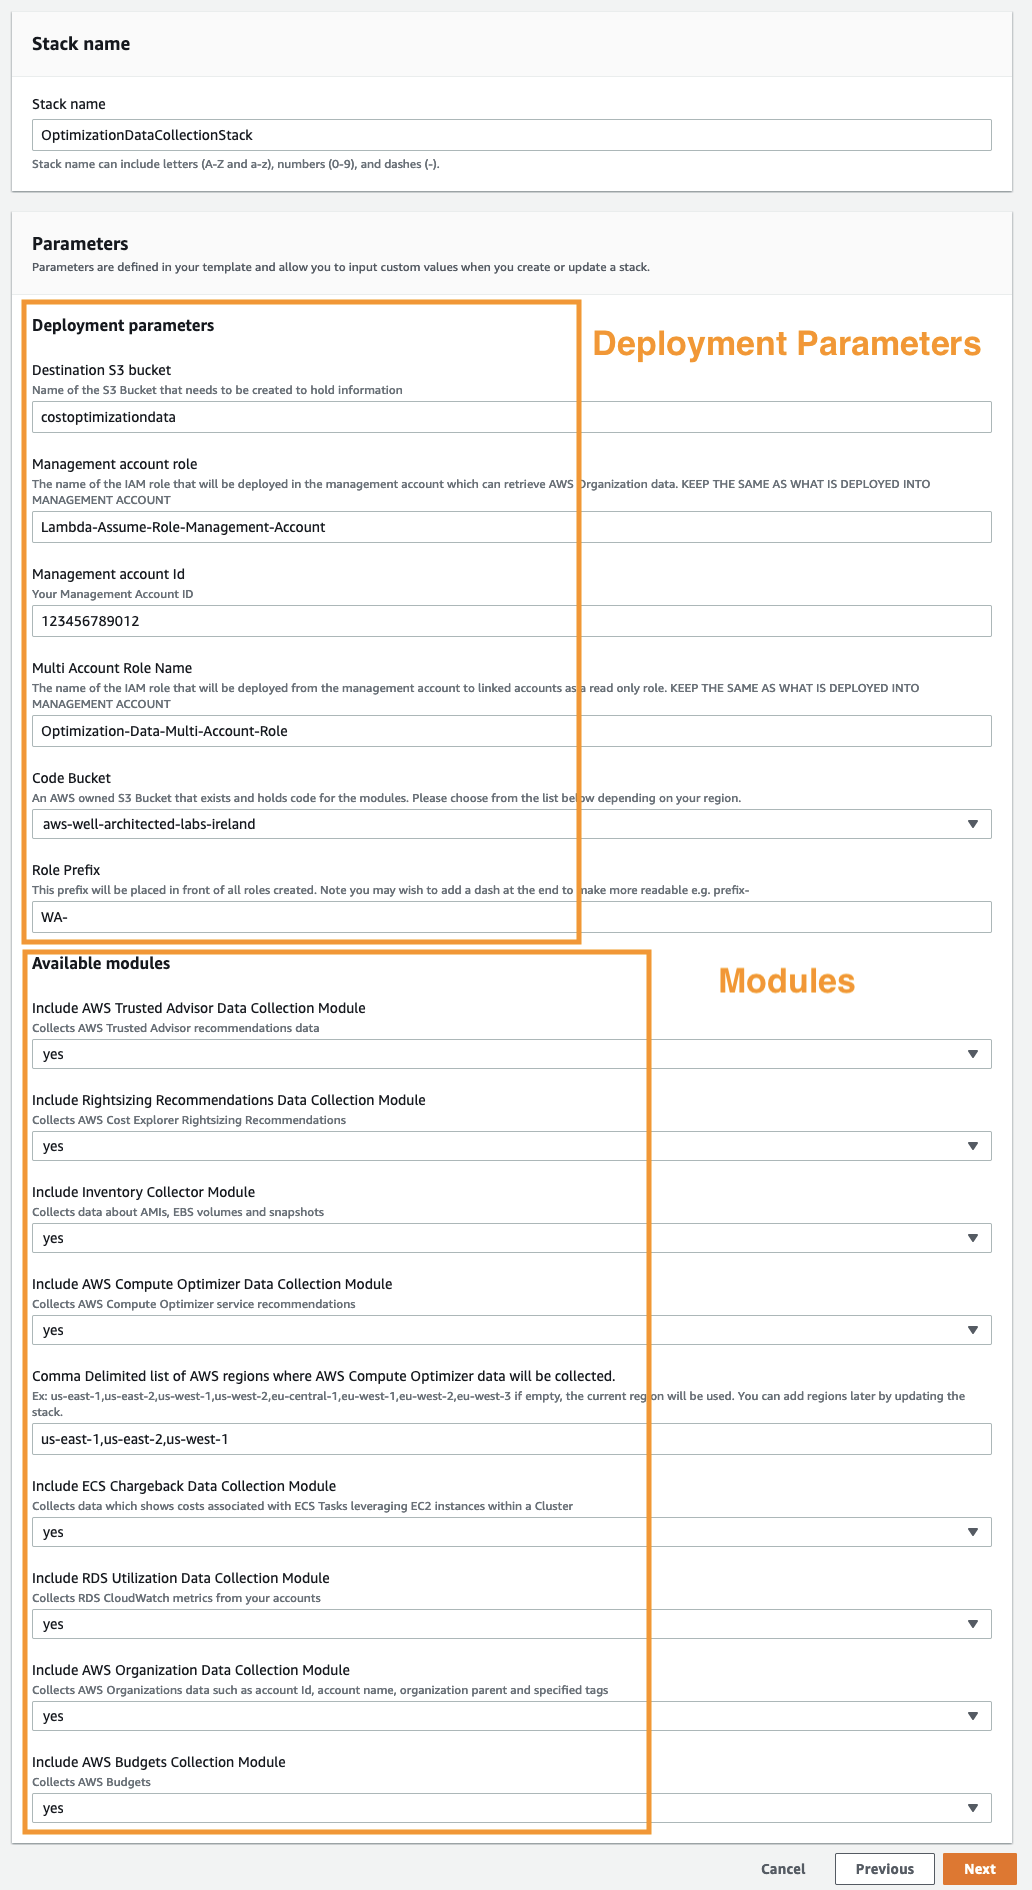 Stack name
Stack name
OptimizationDataCollectionStack
Stack name can include letters (A-Z and a-z), numbers (0-9), and dashes (-).
Parameters
Parameters are defined in your template and allow you to input custom values when you create or update a stack.
Deployment parameters
Deployment Parameters
Destination S3 bucket
Name of the S3 Bucket that needs to be created to hold information
costoptimizationdata
Management account role
The name of the IAM role that will be deployed in the management account which can retrieve AWS Organization data. KEEP THE SAME AS WHAT IS DEPLOYED INTO
MANAGEMENT ACCOUNT
Lambda-Assume-Role-Management-Account
Management account Id
Your Management Account ID
123456789012
Multi Account Role Name
The name of the IAM role that will be deployed from the management account to linked accounts as a read only role. KEEP THE SAME AS WHAT IS DEPLOYED INTO
MANAGEMENT ACCOUNT
Optimization-Data-Multi-Account-Role
Code Bucket
An AWS owned S3 Bucket that exists and holds code for the modules. Please choose from the list below depending on your region.
aws-well-architected-labs-ireland
Role Prefix
This prefix will be placed in front of all roles created. Note you may wish to add a dash at the end to make more readable e.g. prefix-
WA-
Available modules
Modules
Include AWS Trusted Advisor Data Collection Module
Collects AWS Trusted Advisor recommendations data
yes
Include Rightsizing Recommendations Data Collection Module
Collects AWS Cost Explorer Rightsizing Recommendations
yes
Include Inventory Collector Module
Collects data about AMIs, EBS volumes and snapshots
yes
Include AWS Compute Optimizer Data Collection Module
Collects AWS Compute Optimizer service recommendations
yes
Comma Delimited list of AWS regions where AWS Compute Optimizer data will be collected.
Ex: us-east-1,us-east-2,us-west-1,us-west-2,eu-central-1,eu-west-1,eu-west-2,eu-west-3 if empty, the current region will be used. You can add regions later by updating the
stack.
us-east-1,us-east-2,us-west-1
Include ECS Chargeback Data Collection Module
Collects data which shows costs associated with ECS Tasks leveraging EC2 instances within a Cluster
yes
Include RDS Utilization Data Collection Module
Collects RDS CloudWatch metrics from your accounts
yes
Include AWS Organization Data Collection Module
Collects AWS Organizations data such as account Id, account name, organization parent and specified tags
yes
Include AWS Budgets Collection Module
Collects AWS Budgets
yes
Cancel
Previous
Next